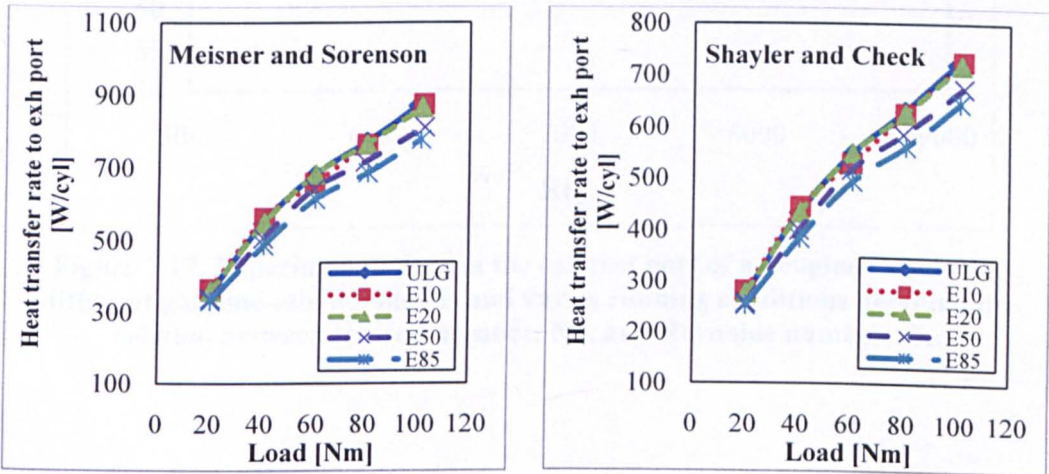 1100
900
700
500
300
100
0 20 40 60 80 100 120
Heat transfer rate to exh port
[W/cyl]
Load [Nm]
Meisner and Sorenson
ULG
E10
E20
E50
E85
800
700
600
500
400
300
200
100
0 20 40 60 80 100 120
Heat transfer rate to exh port
[W/cyl]
Load [Nm]
Shayler and Check
ULG
E10
E20
E50
E85